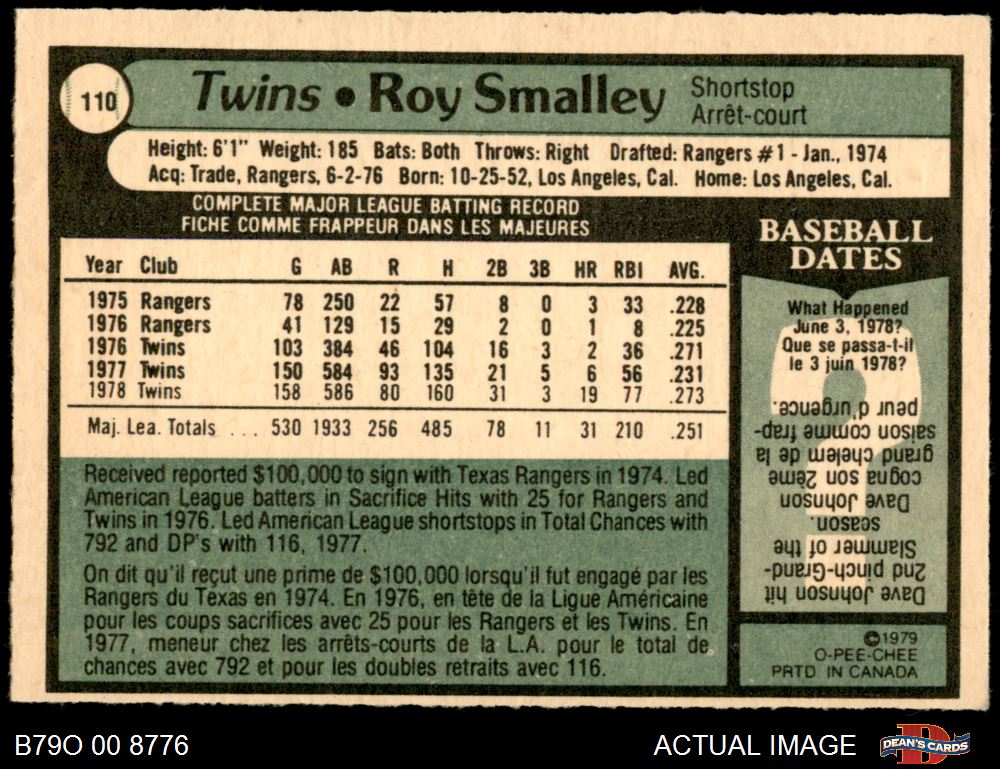 110
Twins • Roy Smalley
Shortstop
Arrêt-court
Height: 6'1" Weight: 185 Bats: Both Throws: Right Drafted: Rangers #1 - Jan., 1974
Acq: Trade, Rangers, 6-2-76 Born: 10-25-52, Los Angeles, Cal. Home: Los Angeles, Cal.
COMPLETE MAJOR LEAGUE BATTING RECORD
FICHE COMME FRAPPEUR DANS LES MAJEURES
Year Club G AB R H 2B 3B HR RBI AVG.
1975 Rangers 78 250 22 57 8 0 3 33 .228
1976 Rangers 41 129 15 29 2 0 1 8 .225
1976 Twins 103 384 46 104 16 3 2 36 .271
1977 Twins 150 584 93 135 21 5 6 56 .231
1978 Twins 158 586 80 160 31 3 19 77 .273
Maj. Lea. Totals ... 530 1933 256 485 78 11 31 210 .251
Received reported $100,000 to sign with Texas Rangers in 1974. Led
American League batters in Sacrifice Hits with 25 for Rangers and
Twins in 1976. Led American League shortstops in Total Chances with
792 and DP's with 116, 1977.
On dit qu'il reçut une prime de $100,000 lorsqu'il fut engagé par les
Rangers du Texas en 1974. En 1976, en tête de la Ligue Américaine
pour les coups sacrifices avec 25 pour les Rangers et les Twins. En
1977, meneur chez les arrêts-courts de la L.A. pour le total de
chances avec 792 et pour les doubles retraits avec 116.
BASEBALL
DATES
What Happened
June 3, 1978?
Que se passa-t-il
le 3 juin 1978?
Dave Johnson hit
2nd pinch-Grand-
Slammer of the
season.
Dave Johnson
cogna son 2ème
grand chelem de la
saison comme frap-
peur d'urgence.
©1979
O-PEE-CHEE
PRTD. IN CANADA
B79O 00 8776
ACTUAL IMAGE
DEAN'S CARDS